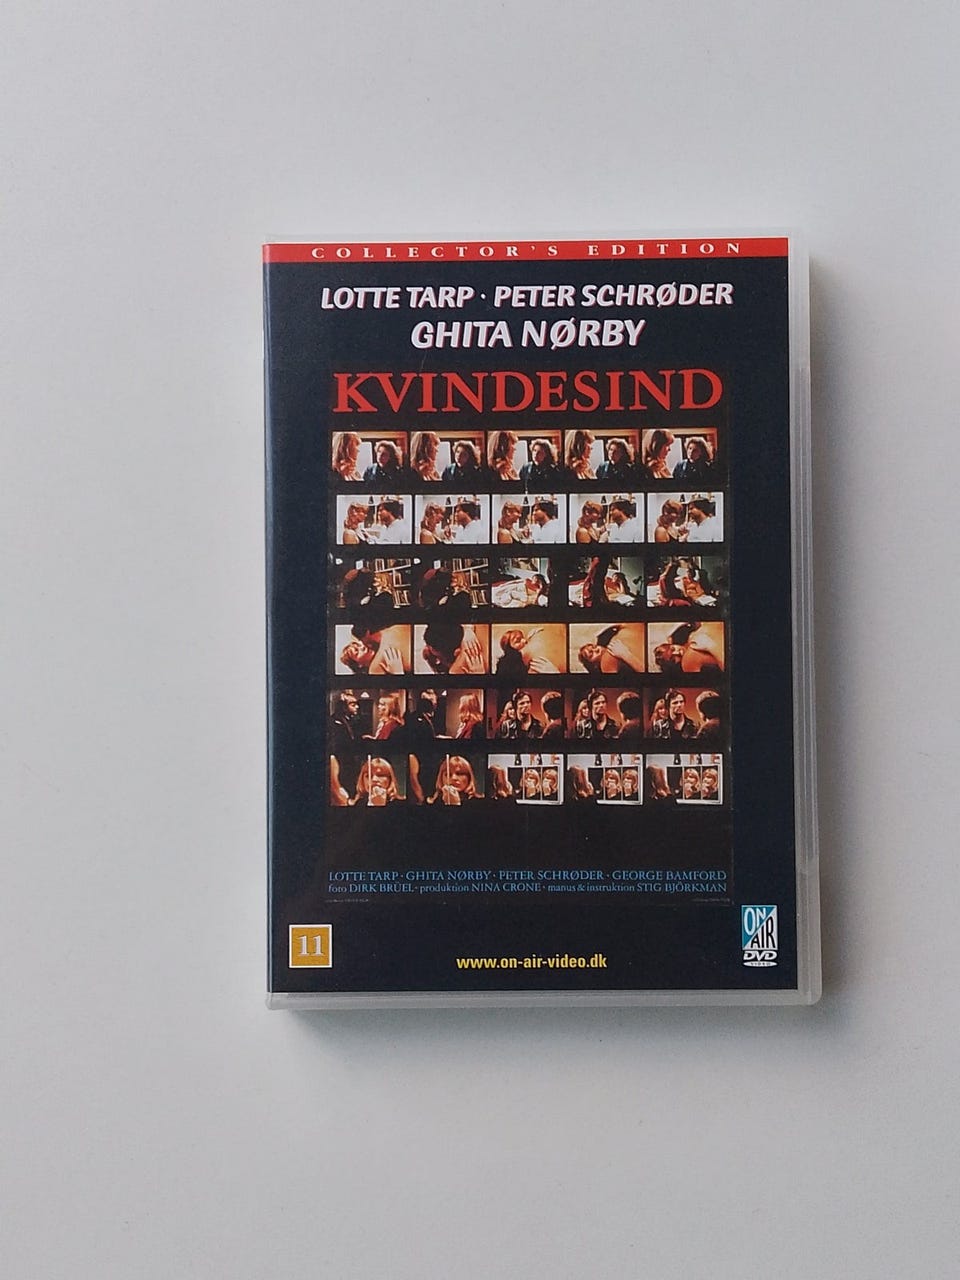 COLLECTOR'S EDITION
LOTTE TARP · PETER SCHRØDER
GHITA NØRBY
KVINDESIND
LOTTE TARP · GHITA NØRBY · PETER SCHRØDER · GEORGE BAMFORD
foto DIRK BRÜEL · produktion NINA CRONE · manus & instruktion STIG BJÖRKMAN
11
www.on-air-video.dk
ON
AIR
DVD
VIDEO